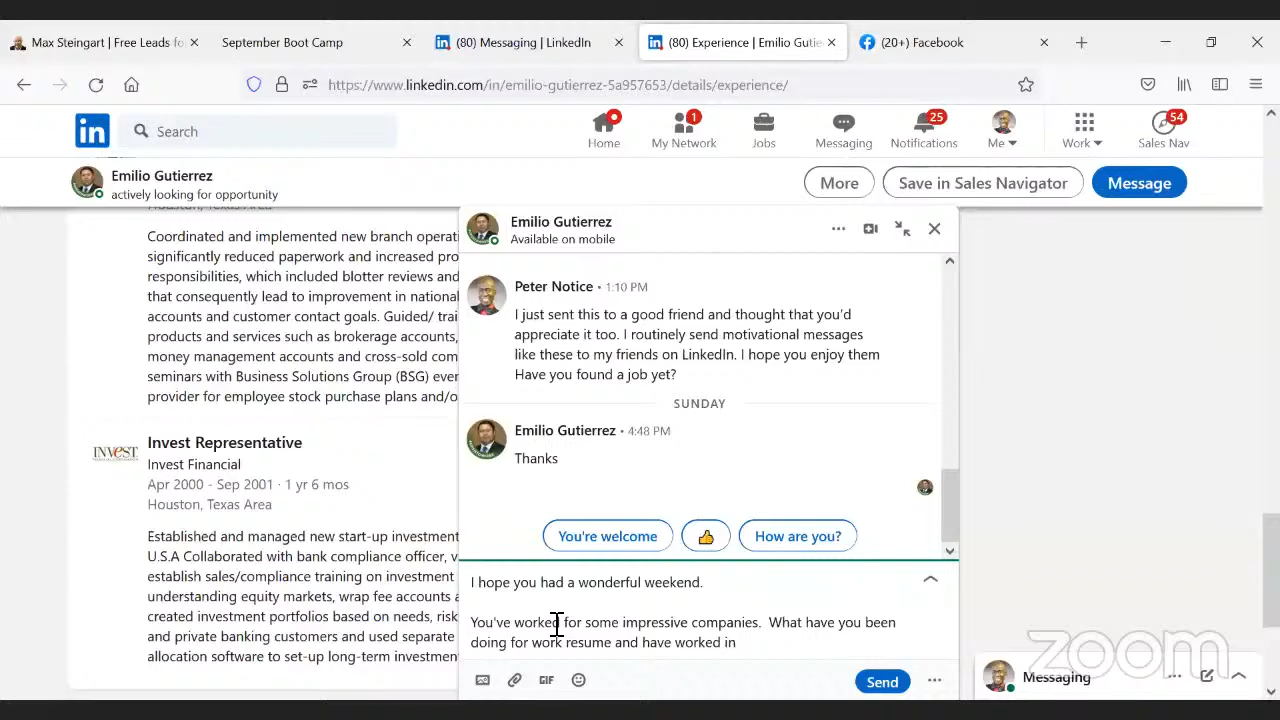 Max Steingart | Free Leads fo
September Boot Camp
(80) Messaging | LinkedIn
(80) Experience | Emilio Gutie
(20+) Facebook
https://www.linkedin.com/in/emilio-gutierrez-5a957653/details/experience/
in
Search
Home
1
My Network
Jobs
Messaging
25
Notifications
Me
Work
54
Sales Nav
Emilio Gutierrez
actively looking for opportunity
More
Save in Sales Navigator
Message
Houston, Texas Area
Coordinated and implemented new branch operati
significantly reduced paperwork and increased pro
responsibilities, which included blotter reviews and
that consequently lead to improvement in national
accounts and customer contact goals. Guided/ trai
products and services such as brokerage accounts,
money management accounts and cross-sold com
seminars with Business Solutions Group (BSG) ever
provider for employee stock purchase plans and/o
INVEST
Invest Representative
Invest Financial
Apr 2000 - Sep 2001 · 1 yr 6 mos
Houston, Texas Area
Established and managed new start-up investment
U.S.A Collaborated with bank compliance officer, v
establish sales/compliance training on investment
understanding equity markets, wrap fee accounts a
created investment portfolios based on needs, risk
and private banking customers and used separate
allocation software to set-up long-term investment
Emilio Gutierrez
Available on mobile
Peter Notice • 1:10 PM
I just sent this to a good friend and thought that you'd
appreciate it too. I routinely send motivational messages
like these to my friends on LinkedIn. I hope you enjoy them
Have you found a job yet?
SUNDAY
Emilio Gutierrez • 4:48 PM
Thanks
You're welcome
How are you?
I hope you had a wonderful weekend.
You've worked for some impressive companies. What have you been
doing for work resume and have worked in
GIF
Send
Messaging
zoom